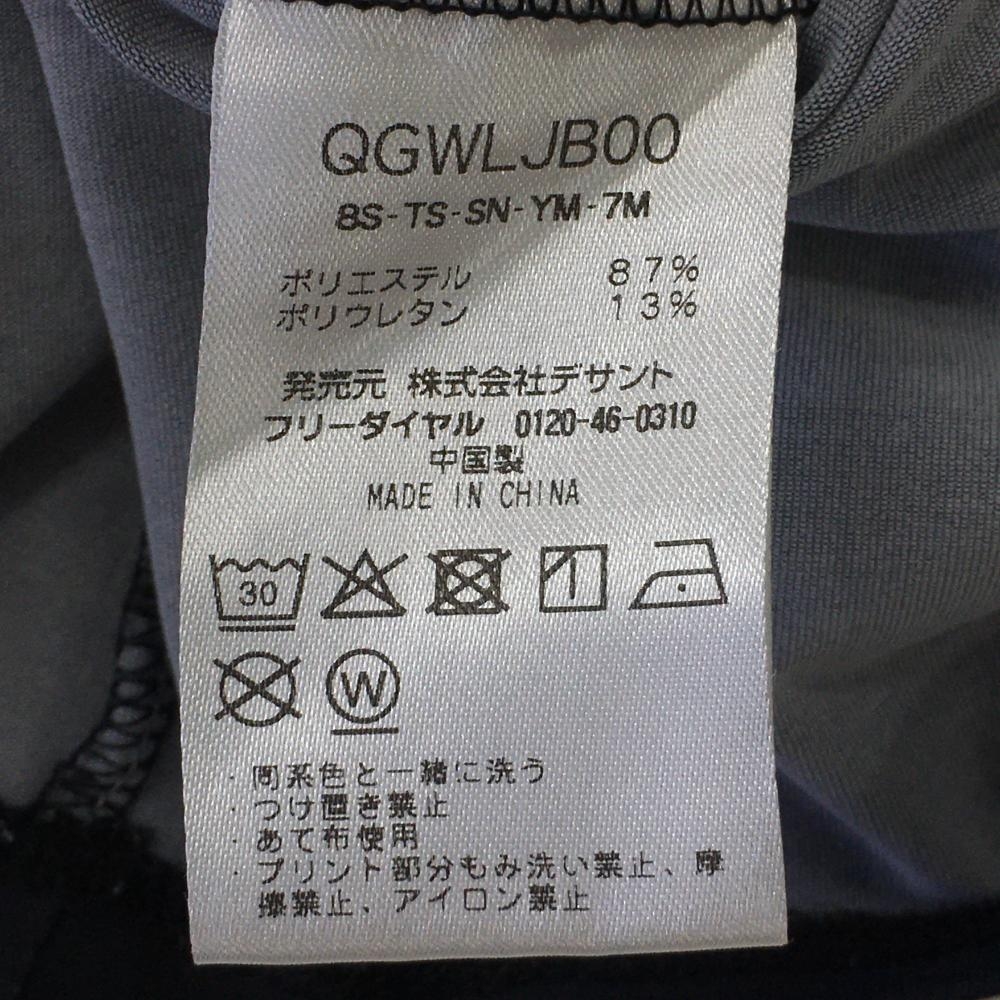 QGWLJB00
8S-TS-SN-YM-7M
ポリエステル 87%
ポリウレタン 13%
発売元 株式会社デサント
フリーダイヤル 0120-46-0310
中国製
MADE IN CHINA
30
W
・同系色と一緒に洗う
・つけ置き禁止
・あて布使用
・プリント部分もみ洗い禁止、摩
擦禁止、アイロン禁止